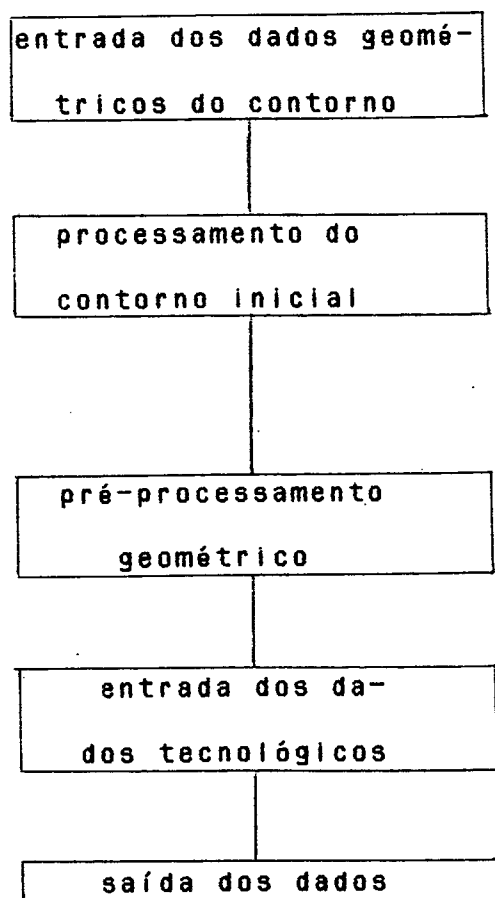 entrada dos dados geomé-
tricos do contorno
processamento do
contorno inicial
pré-processamento
geométrico
entrada dos da-
dos tecnológicos
saída dos dados